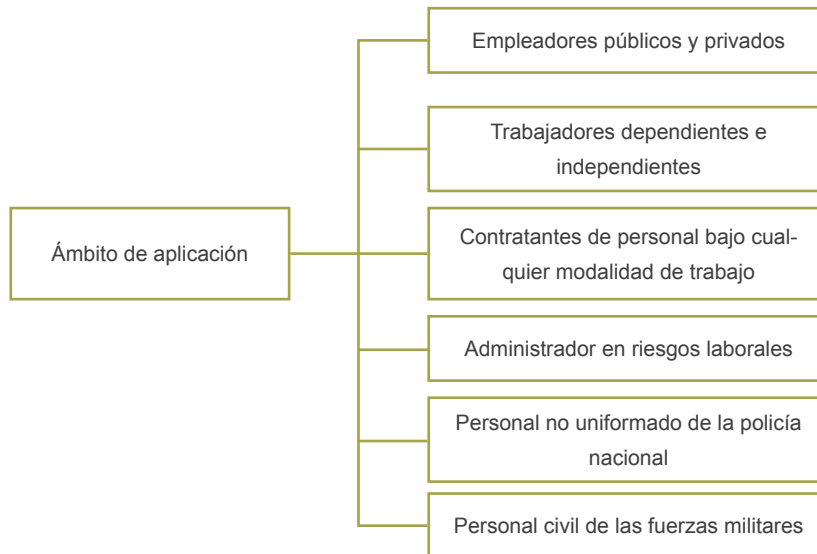 Empleadores públicos y privados
Trabajadores dependientes e
independientes
Ámbito de aplicación
Contratantes de personal bajo cual-
quier modalidad de trabajo
Administrador en riesgos laborales
Personal no uniformado de la policía
nacional
Personal civil de las fuerzas militares